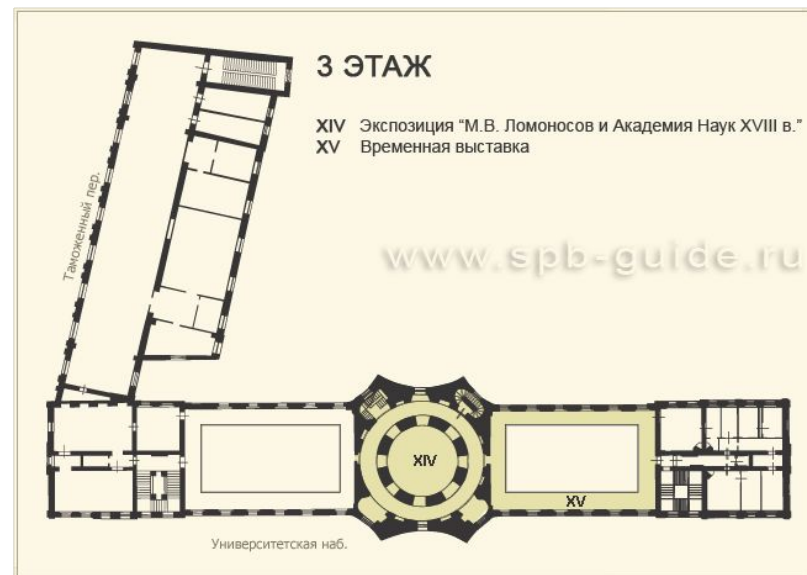 3 ЭТАЖ
XIV Экспозиция "М.В. Ломоносов и Академия Наук XVIII в."
XV Временная выставка
www.spb-guide.ru
Таможенный пер.
XIV
XV
Университетская наб.